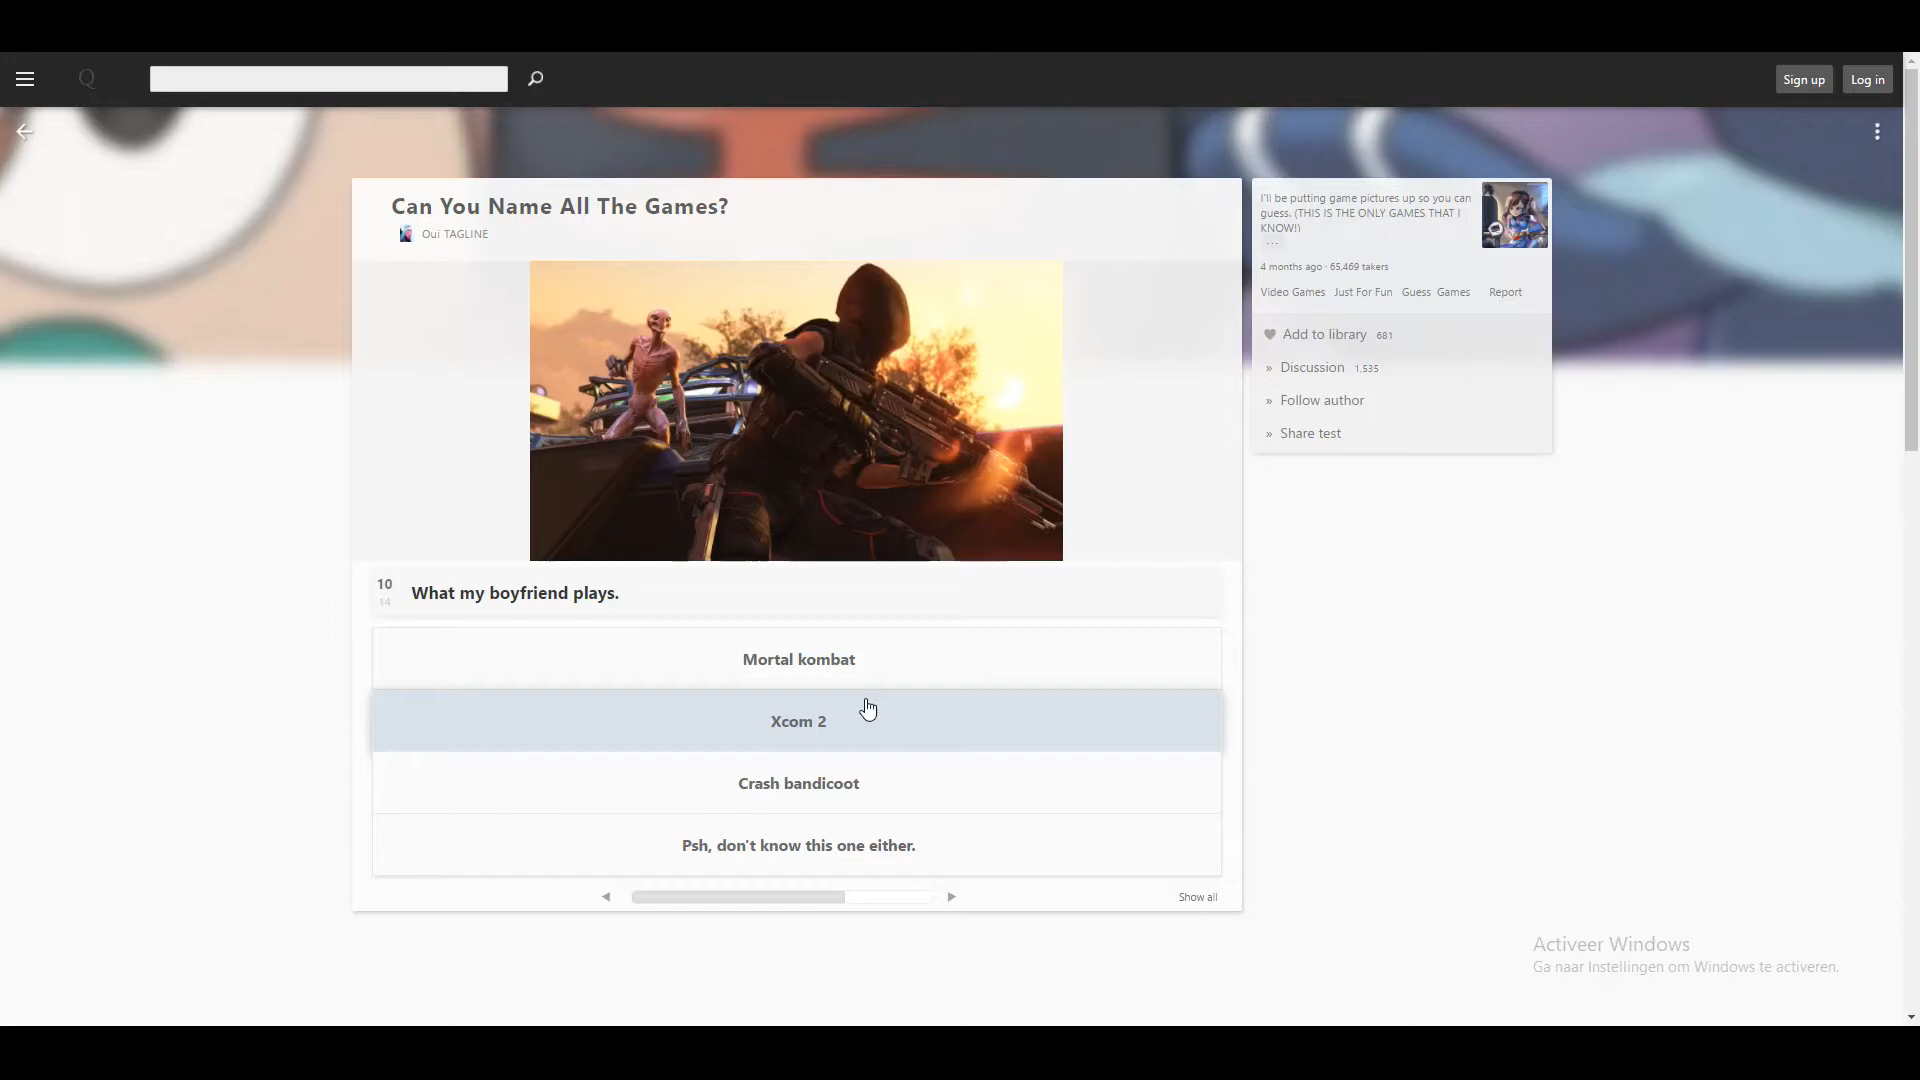 Q
Sign up
Log in
Can You Name All The Games?
Oui TAGLINE
I'll be putting game pictures up so you can
guess. (THIS IS THE ONLY GAMES THAT I
KNOW!)
...
4 months ago · 65,469 takers
Video Games Just For Fun Guess Games Report
Add to library 681
» Discussion 1,535
» Follow author
» Share test
10
14
What my boyfriend plays.
Mortal kombat
Xcom 2
Crash bandicoot
Psh, don't know this one either.
Show all
Activeer Windows
Ga naar Instellingen om Windows te activeren.